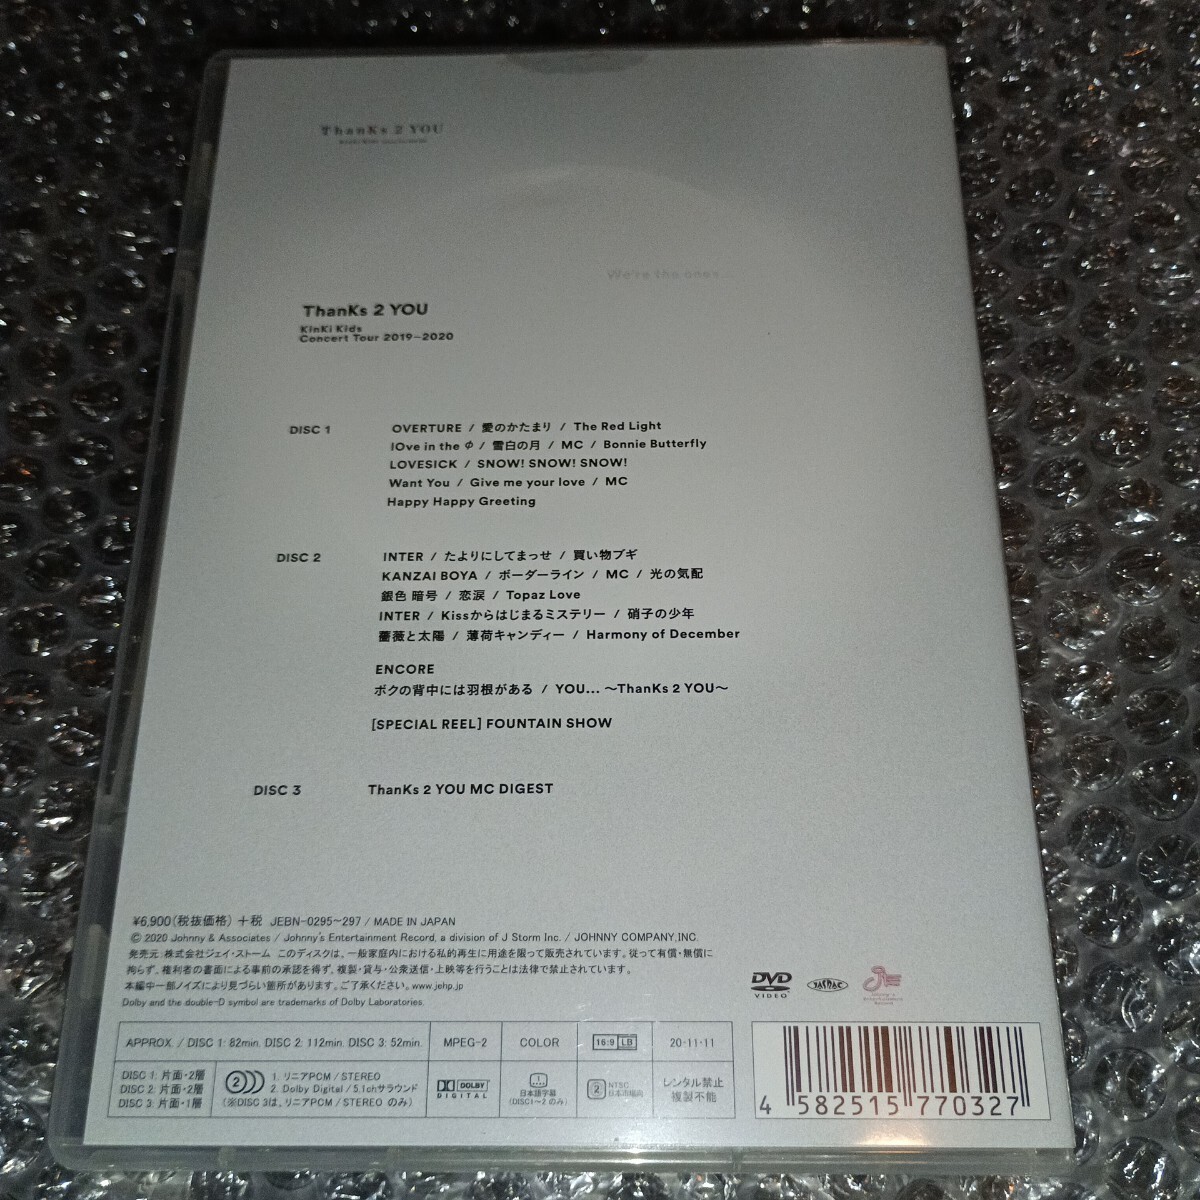 ThanKs 2 YOU
We're the ones...
ThanKs 2 YOU
KinKi Kids
Concert Tour 2019-2020
DISC 1
OVERTURE / 愛のかたまり / The Red Light
lOve in the Φ / 雪白の月 / MC / Bonnie Butterfly
LOVESICK / SNOW! SNOW! SNOW!
Want You / Give me your love / MC
Happy Happy Greeting
DISC 2
INTER / たよりにしてまっせ / 買い物ブギ
KANZAI BOYA / ボーダーライン / MC / 光の気配
銀色 暗号 / 恋涙 / Topaz Love
INTER / Kissからはじまるミステリー / 硝子の少年
薔薇と太陽 / 薄荷キャンディー / Harmony of December
ENCORE
ボクの背中には羽根がある / YOU... ～ThanKs 2 YOU～
[SPECIAL REEL] FOUNTAIN SHOW
DISC 3
ThanKs 2 YOU MC DIGEST
¥6,900(税抜価格) +税 JEBN-0295~297 / MADE IN JAPAN
© 2020 Johnny & Associates / Johnny's Entertainment Record, a division of J Storm Inc. / JOHNNY COMPANY,INC.
発売元：株式会社ジェイ・ストーム このディスクは、一般家庭内における私的再生に用途を限って販売されています。従って有償・無償に
拘らず、権利者の書面による事前の承認を得ず、複製・貸与・公衆送信・上映等を行うことは法律で禁止されています。
本編中一部ノイズにより見づらい箇所があります。ご了承ください。www.jehp.jp
Dolby and the double-D symbol are trademarks of Dolby Laboratories.
DVD
VIDEO
JASRAC
APPROX. / DISC 1: 82min. DISC 2: 112min. DISC 3: 52min.
MPEG-2
COLOR
16:9 LB
20･11･11
DISC 1: 片面・2層
DISC 2: 片面・2層
DISC 3: 片面・1層
2
1. リニアPCM / STEREO
2. Dolby Digital / 5.1chサラウンド
(※DISC 3は、リニアPCM / STEREO のみ)
DOLBY
DIGITAL
日本語字幕
(DISC1~2 のみ)
2
NTSC
日本市場向
レンタル禁止
複製不能
4 582515 770327